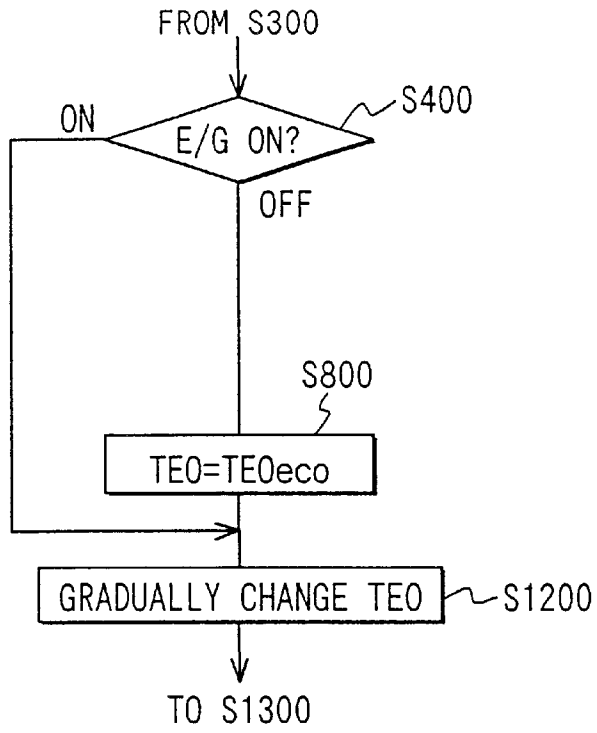 FROM S300
S400
ON
E/G ON?
OFF
S800
TEO=TEOeco
GRADUALLY CHANGE TEO
S1200
TO S1300